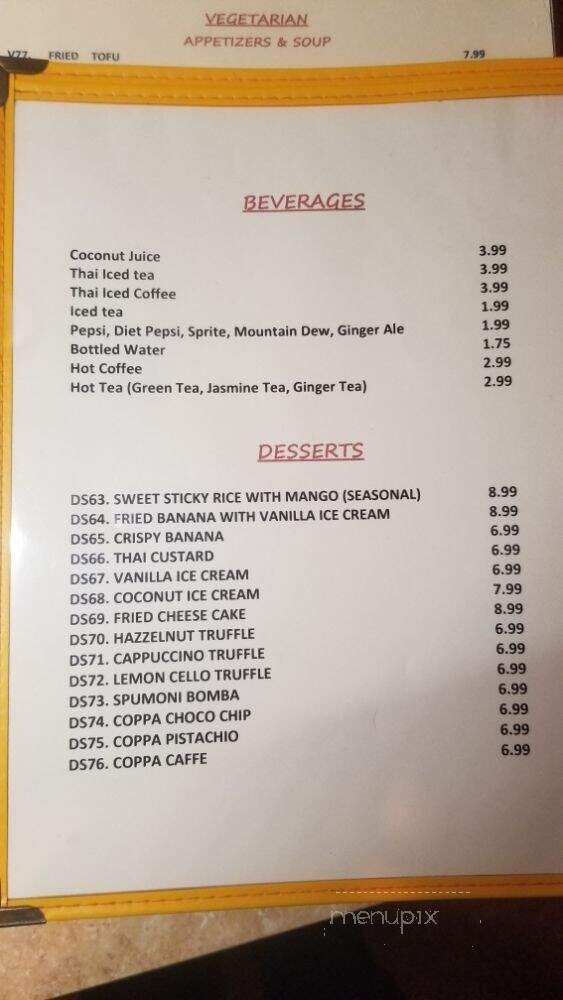 VEGETARIAN
APPETIZERS & SOUP
V77. FRIED TOFU 7.99
BEVERAGES
Coconut Juice 3.99
Thai Iced tea 3.99
Thai Iced Coffee 3.99
Iced tea 1.99
Pepsi, Diet Pepsi, Sprite, Mountain Dew, Ginger Ale 1.99
Bottled Water 1.75
Hot Coffee 2.99
Hot Tea (Green Tea, Jasmine Tea, Ginger Tea) 2.99
DESSERTS
DS63. SWEET STICKY RICE WITH MANGO (SEASONAL) 8.99
DS64. FRIED BANANA WITH VANILLA ICE CREAM 8.99
DS65. CRISPY BANANA 6.99
DS66. THAI CUSTARD 6.99
DS67. VANILLA ICE CREAM 6.99
DS68. COCONUT ICE CREAM 7.99
DS69. FRIED CHEESE CAKE 8.99
DS70. HAZZELNUT TRUFFLE 6.99
DS71. CAPPUCCINO TRUFFLE 6.99
DS72. LEMON CELLO TRUFFLE 6.99
DS73. SPUMONI BOMBA 6.99
DS74. COPPA CHOCO CHIP 6.99
DS75. COPPA PISTACHIO 6.99
DS76. COPPA CAFFE 6.99
menupix